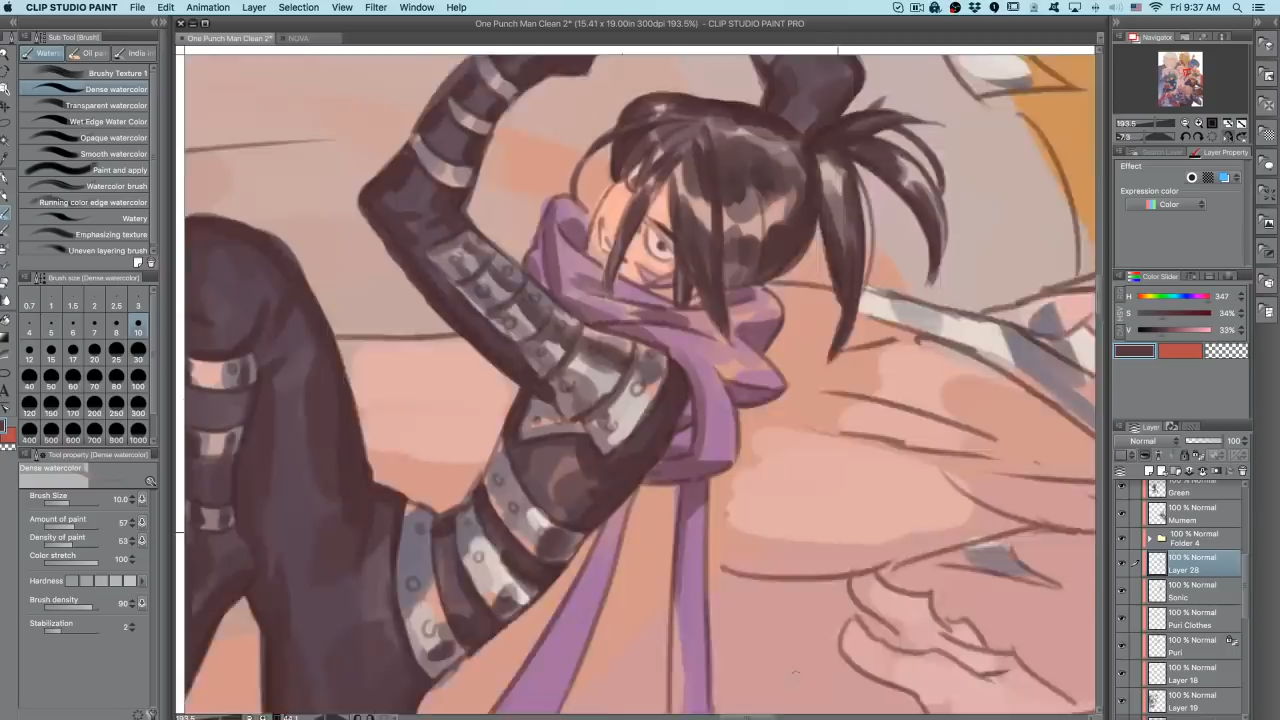 CLIP STUDIO PAINT File Edit Animation Layer Selection View Filter Window Help
Fri 9:37 AM
One Punch Man Clean 2* (15.41 x 19.00in 300dpi 193.5%) - CLIP STUDIO PAINT PRO
Sub Tool [Brush]
One Punch Man Clean 2*
NOVA
Navigator
Water
Oil pa
India in
Brushy Texture 1
Dense watercolor
Transparent watercolor
Wet Edge Water Color
Opaque watercolor
Smooth watercolor
Paint and apply
Watercolor brush
Running color edge watercolor
Watery
Emphasizing texture
Uneven layering brush
Brush size [Dense watercolor]
0.7 1 1.5 2 2.5 3
4 5 6 7 8 10
12 15 17 20 25 30
40 50 60 70 80 100
120 150 170 200 250 300
400 500 600 700 800 1000
Tool property [Dense watercolor]
Dense watercolor
Brush Size 10.0
Amount of paint 57
Density of paint 53
Color stretch 100
Hardness
Brush density 90
Stabilization 2
193.5
-7.3
Search Layer
Layer Property
Effect
Expression color
Color
Color Slider
H 347
S 34%
V 33%
Layer
Normal 100
Green
100 % Normal
Mumem
100 % Normal
Folder 4
100 % Normal
Layer 28
100 % Normal
Sonic
100 % Normal
Puri Clothes
100 % Normal
Puri
100 % Normal
Layer 18
100 % Normal
Layer 19
193.5
44.1